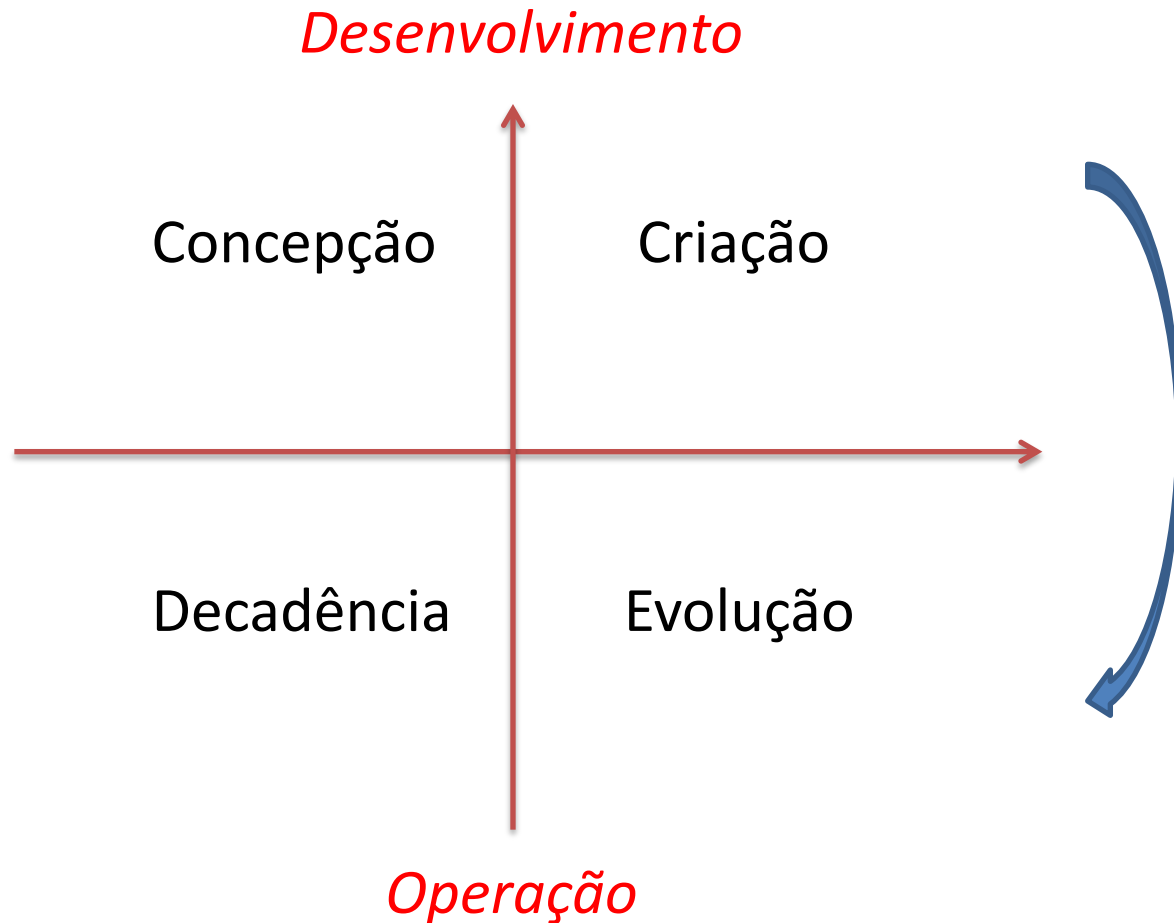 Desenvolvimento
Concepção
Criação
Decadência
Evolução
Operação